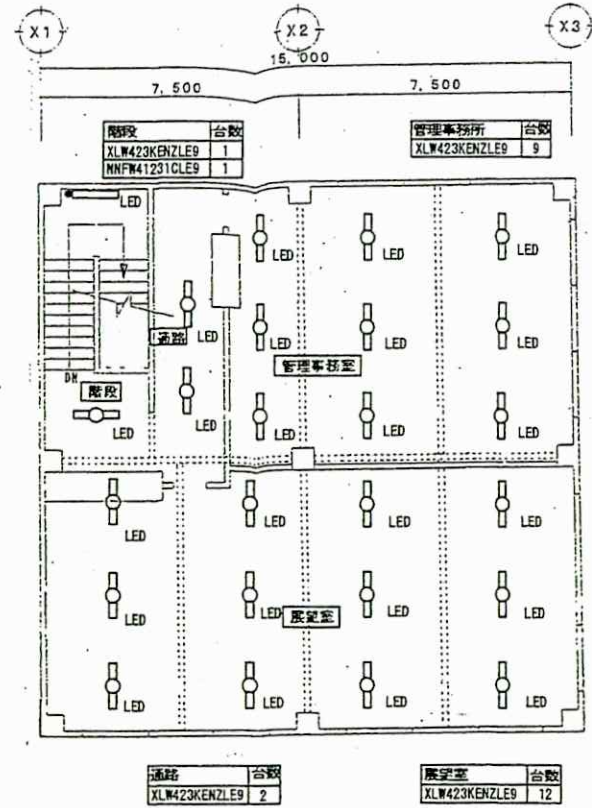 X1 X2 X3
15,000
7,500 7,500
階段 台数
XLW423KENZLE9 1
NNFW41231CLE9 1
管理事務所 台数
XLW423KENZLE9 9
LED
LED LED LED
LED LED LED
通路 LED
管理事務室
DN
階段
LED LED LED LED LED
LED LED LED LED
LED LED LED LED
展望室
LED LED LED LED
通路 台数
XLW423KENZLE9 2
展望室 台数
XLW423KENZLE9 12